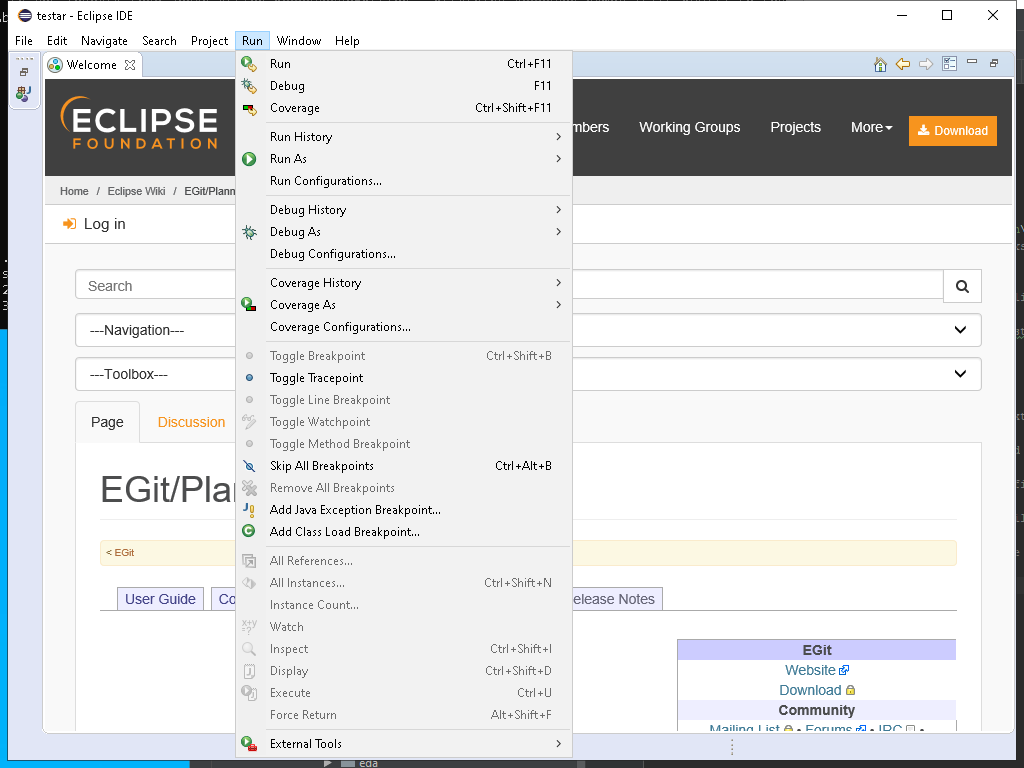 testar - Eclipse IDE
File Edit Navigate Search Project Run Window Help
Welcome
ECLIPSE
FOUNDATION
mbers Working Groups Projects More Download
Home / Eclipse Wiki / EGit/Plann
Log in
Search
---Navigation---
---Toolbox---
Page Discussion
EGit/Plan
< EGit
User Guide Co elease Notes
EGit
Website
Download
Community
Mailing List • Forums • IRC •
Run Ctrl+F11
Debug F11
Coverage Ctrl+Shift+F11
Run History
Run As
Run Configurations...
Debug History
Debug As
Debug Configurations...
Coverage History
Coverage As
Coverage Configurations...
Toggle Breakpoint Ctrl+Shift+B
Toggle Tracepoint
Toggle Line Breakpoint
Toggle Watchpoint
Toggle Method Breakpoint
Skip All Breakpoints Ctrl+Alt+B
Remove All Breakpoints
Add Java Exception Breakpoint...
Add Class Load Breakpoint...
All References...
All Instances... Ctrl+Shift+N
Instance Count...
Watch
Inspect Ctrl+Shift+I
Display Ctrl+Shift+D
Execute Ctrl+U
Force Return Alt+Shift+F
External Tools
eda